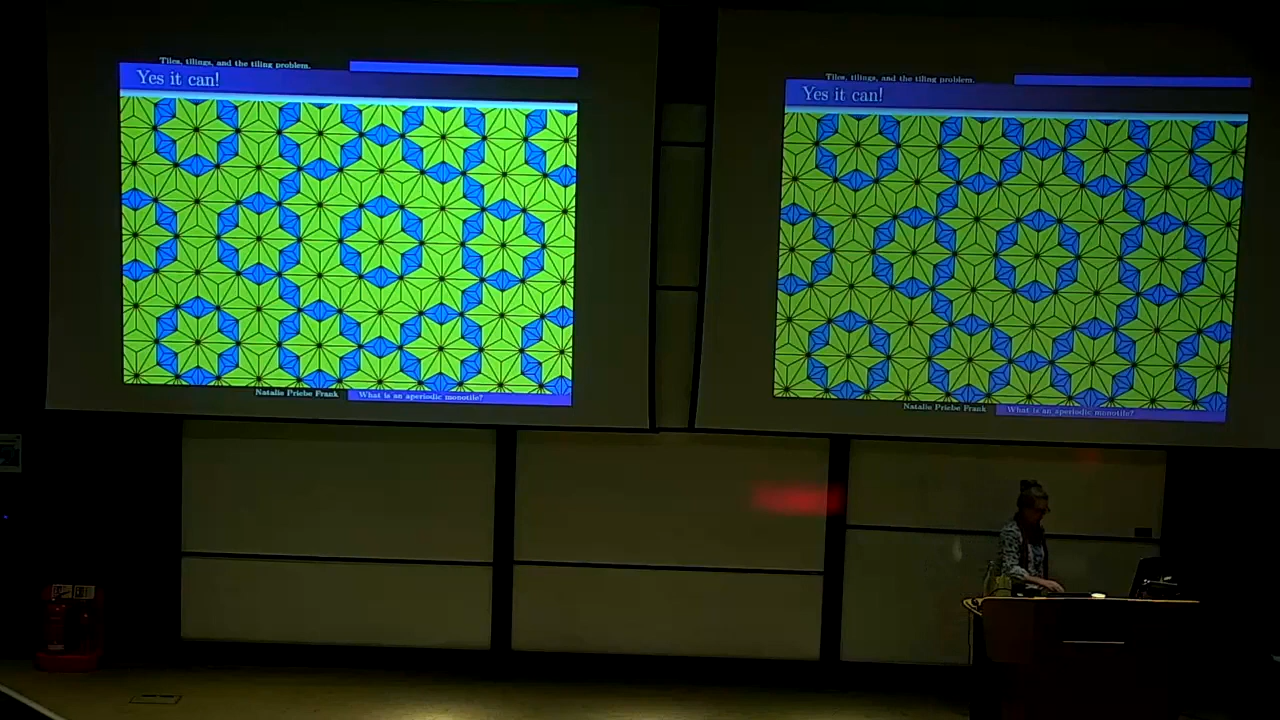 Tiles, tilings, and the tiling problem.
Yes it can!
Natalie Priebe Frank
What is an aperiodic monotile?
Tiles, tilings, and the tiling problem.
Yes it can!
Natalie Priebe Frank
What is an aperiodic monotile?